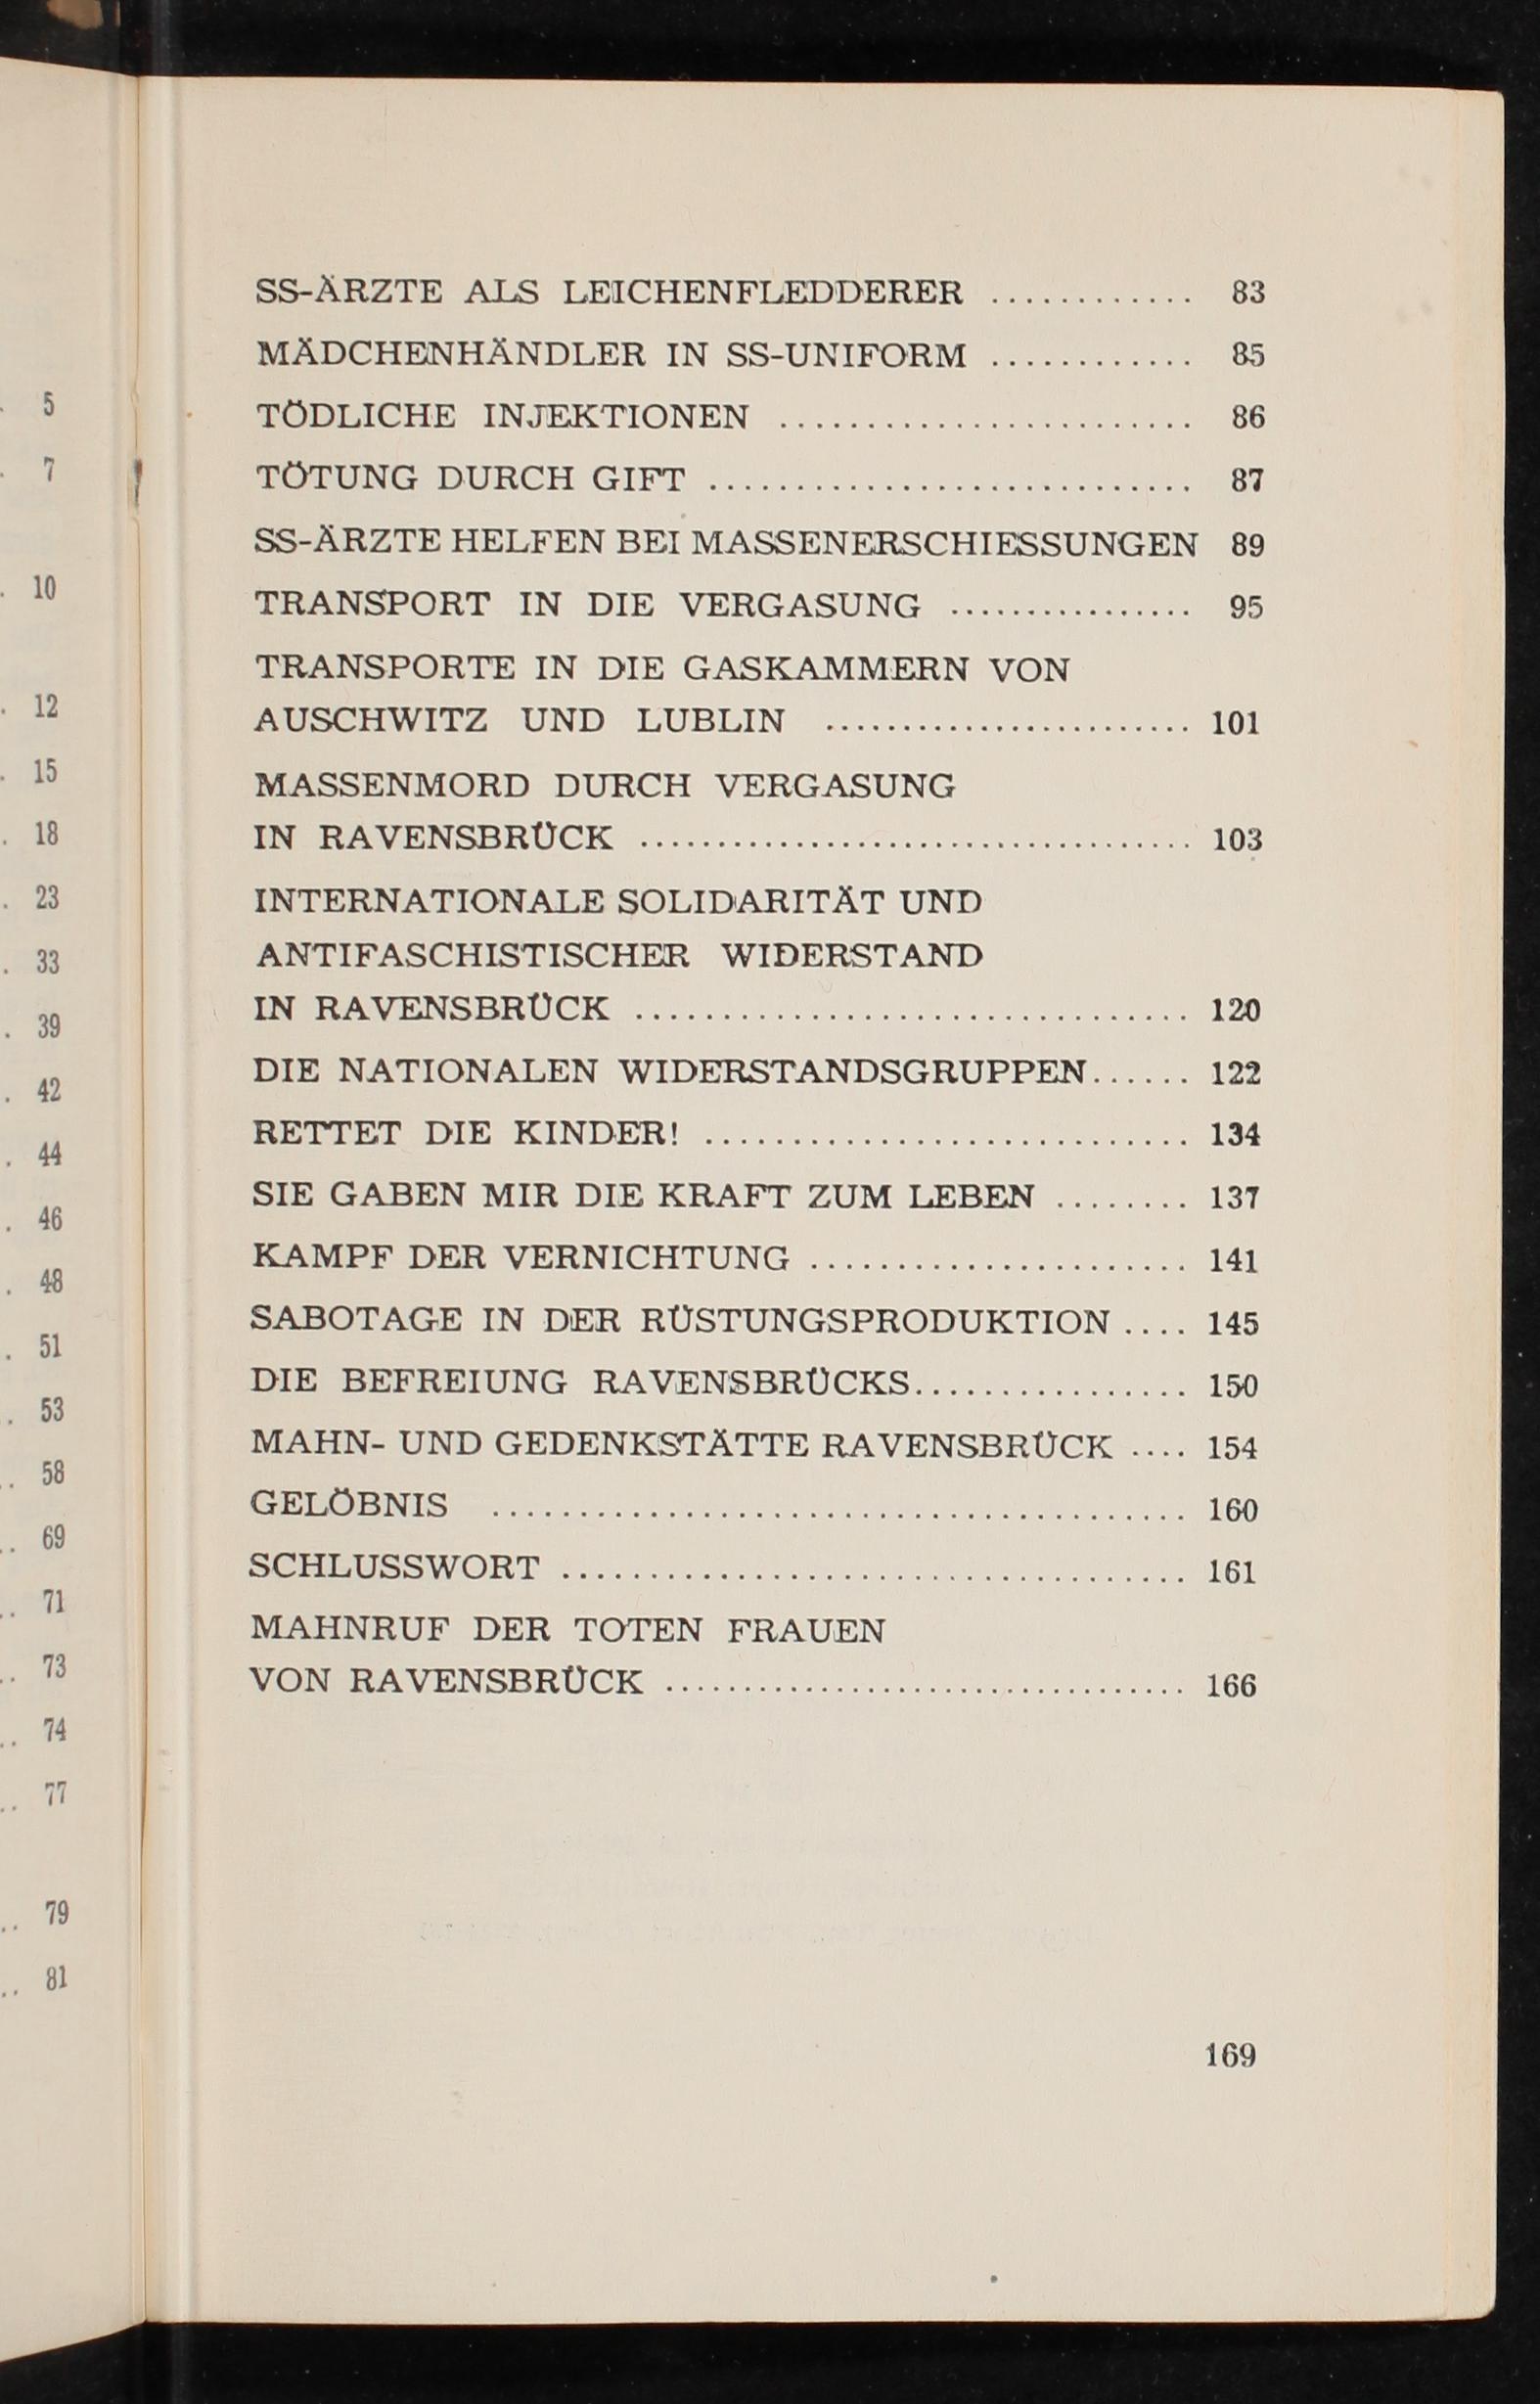 5
7
10
12
15
18
23
33
39
42
44
46
48
51
53
58
69
71
73
74
77
79
81
SS-ÄRZTE ALS LEICHENFLEDDERER ............ 83
MÄDCHENHÄNDLER IN SS-UNIFORM ............ 85
TÖDLICHE INJEKTIONEN ........................ 86
TÖTUNG DURCH GIFT ............................ 87
SS-ÄRZTE HELFEN BEI MASSENERSCHIESSUNGEN 89
TRANSPORT IN DIE VERGASUNG ................ 95
TRANSPORTE IN DIE GASKAMMERN VON
AUSCHWITZ UND LUBLIN ........................ 101
MASSENMORD DURCH VERGASUNG
IN RAVENSBRÜCK .................................... 103
INTERNATIONALE SOLIDARITÄT UND
ANTIFASCHISTISCHER WIDERSTAND
IN RAVENSBRÜCK ................................ 120
DIE NATIONALEN WIDERSTANDSGRUPPEN...... 122
RETTET DIE KINDER! ............................ 134
SIE GABEN MIR DIE KRAFT ZUM LEBEN ........ 137
KAMPF DER VERNICHTUNG ...................... 141
SABOTAGE IN DER RÜSTUNGSPRODUKTION .... 145
DIE BEFREIUNG RAVENSBRÜCKS................ 150
MAHN- UND GEDENKSTÄTTE RAVENSBRÜCK .... 154
GELÖBNIS ........................................ 160
SCHLUSSWORT .................................... 161
MAHNRUF DER TOTEN FRAUEN
VON RAVENSBRÜCK .................................. 166
169